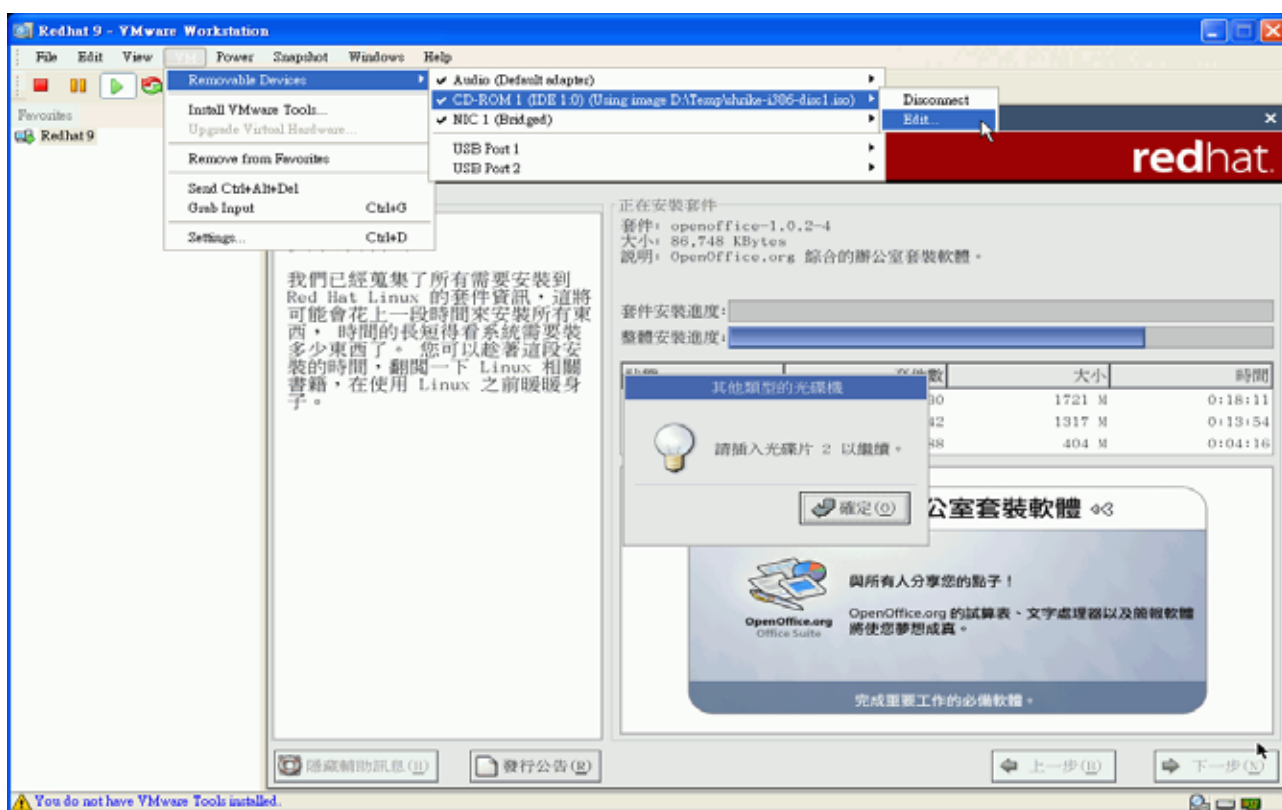 Redhat 9 - VMware Workstation
File Edit View VM Power Snapshot Windows Help
Removable Devices
Install VMware Tools...
Upgrade Virtual Hardware...
Remove from Favorites
Send Ctrl+Alt+Del
Grab Input Ctrl+G
Settings... Ctrl+D
Audio (Default adapter)
CD-ROM 1 (IDE 1:0) (Using image D:\Temp\shrike-i386-disc1.iso)
NIC 1 (Bridged)
USB Port 1
USB Port 2
Disconnect
Edit...
Favorites
Redhat 9
redhat.
我們已經蒐集了所有需要安裝到
Red Hat Linux 的套件資訊，這將
可能會花上一段時間來安裝所有東
西， 時間的長短得看系統需要裝
多少東西了。 您可以趁著這段安
裝的時間，翻閱一下 Linux 相關
書籍，在使用 Linux 之前暖暖身
子。
正在安裝套件
套件: openoffice-1.0.2-4
大小: 86,748 KBytes
說明: OpenOffice.org 綜合的辦公室套裝軟體。
套件安裝進度:
整體安裝進度:
數 大小 時間
1721 M 0:18:11
42 1317 M 0:13:54
88 404 M 0:04:16
其他類型的光碟機
請插入光碟片 2 以繼續。
確定(O)
公室套裝軟體
OpenOffice.org
Office Suite
與所有人分享您的點子！
OpenOffice.org 的試算表、文字處理器以及簡報軟體
將使您夢想成真。
完成重要工作的必備軟體。
隱藏輔助訊息(H)
發行公告(R)
上一步(B)
下一步(N)
You do not have VMware Tools installed.